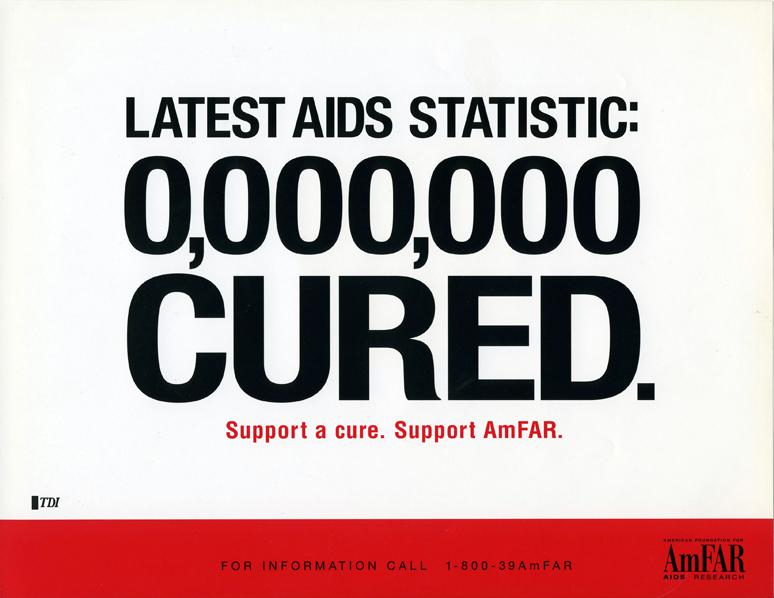 LATEST AIDS STATISTIC:
0,000,000
CURED.
Support a cure. Support AmFAR.
TDI
FOR INFORMATION CALL 1-800-39AmFAR
AMERICAN FOUNDATION FOR
AmFAR
AIDS RESEARCH